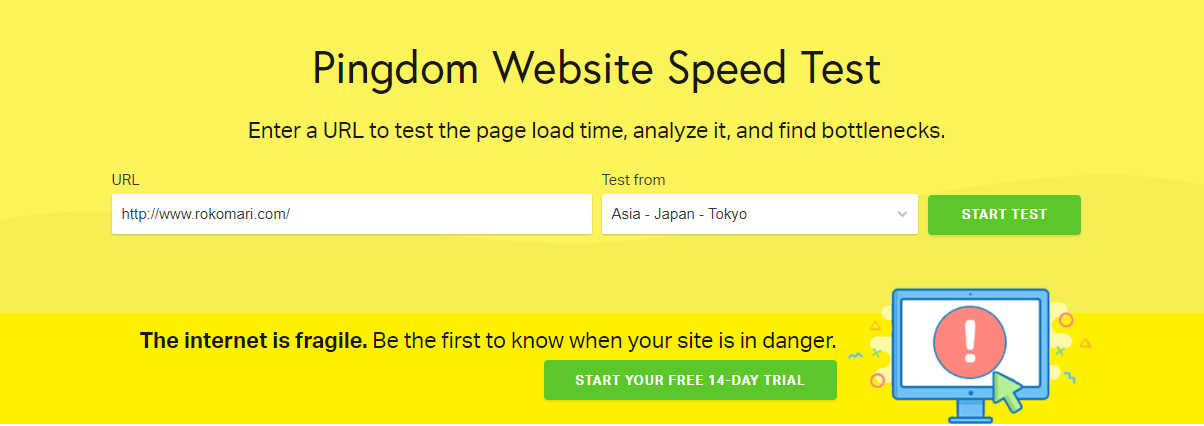 Pingdom Website Speed Test
Enter a URL to test the page load time, analyze it, and find bottlenecks.
URL
Test from
http://www.rokomari.com/
Asia - Japan - Tokyo
START TEST
The internet is fragile. Be the first to know when your site is in danger.
START YOUR FREE 14-DAY TRIAL
!